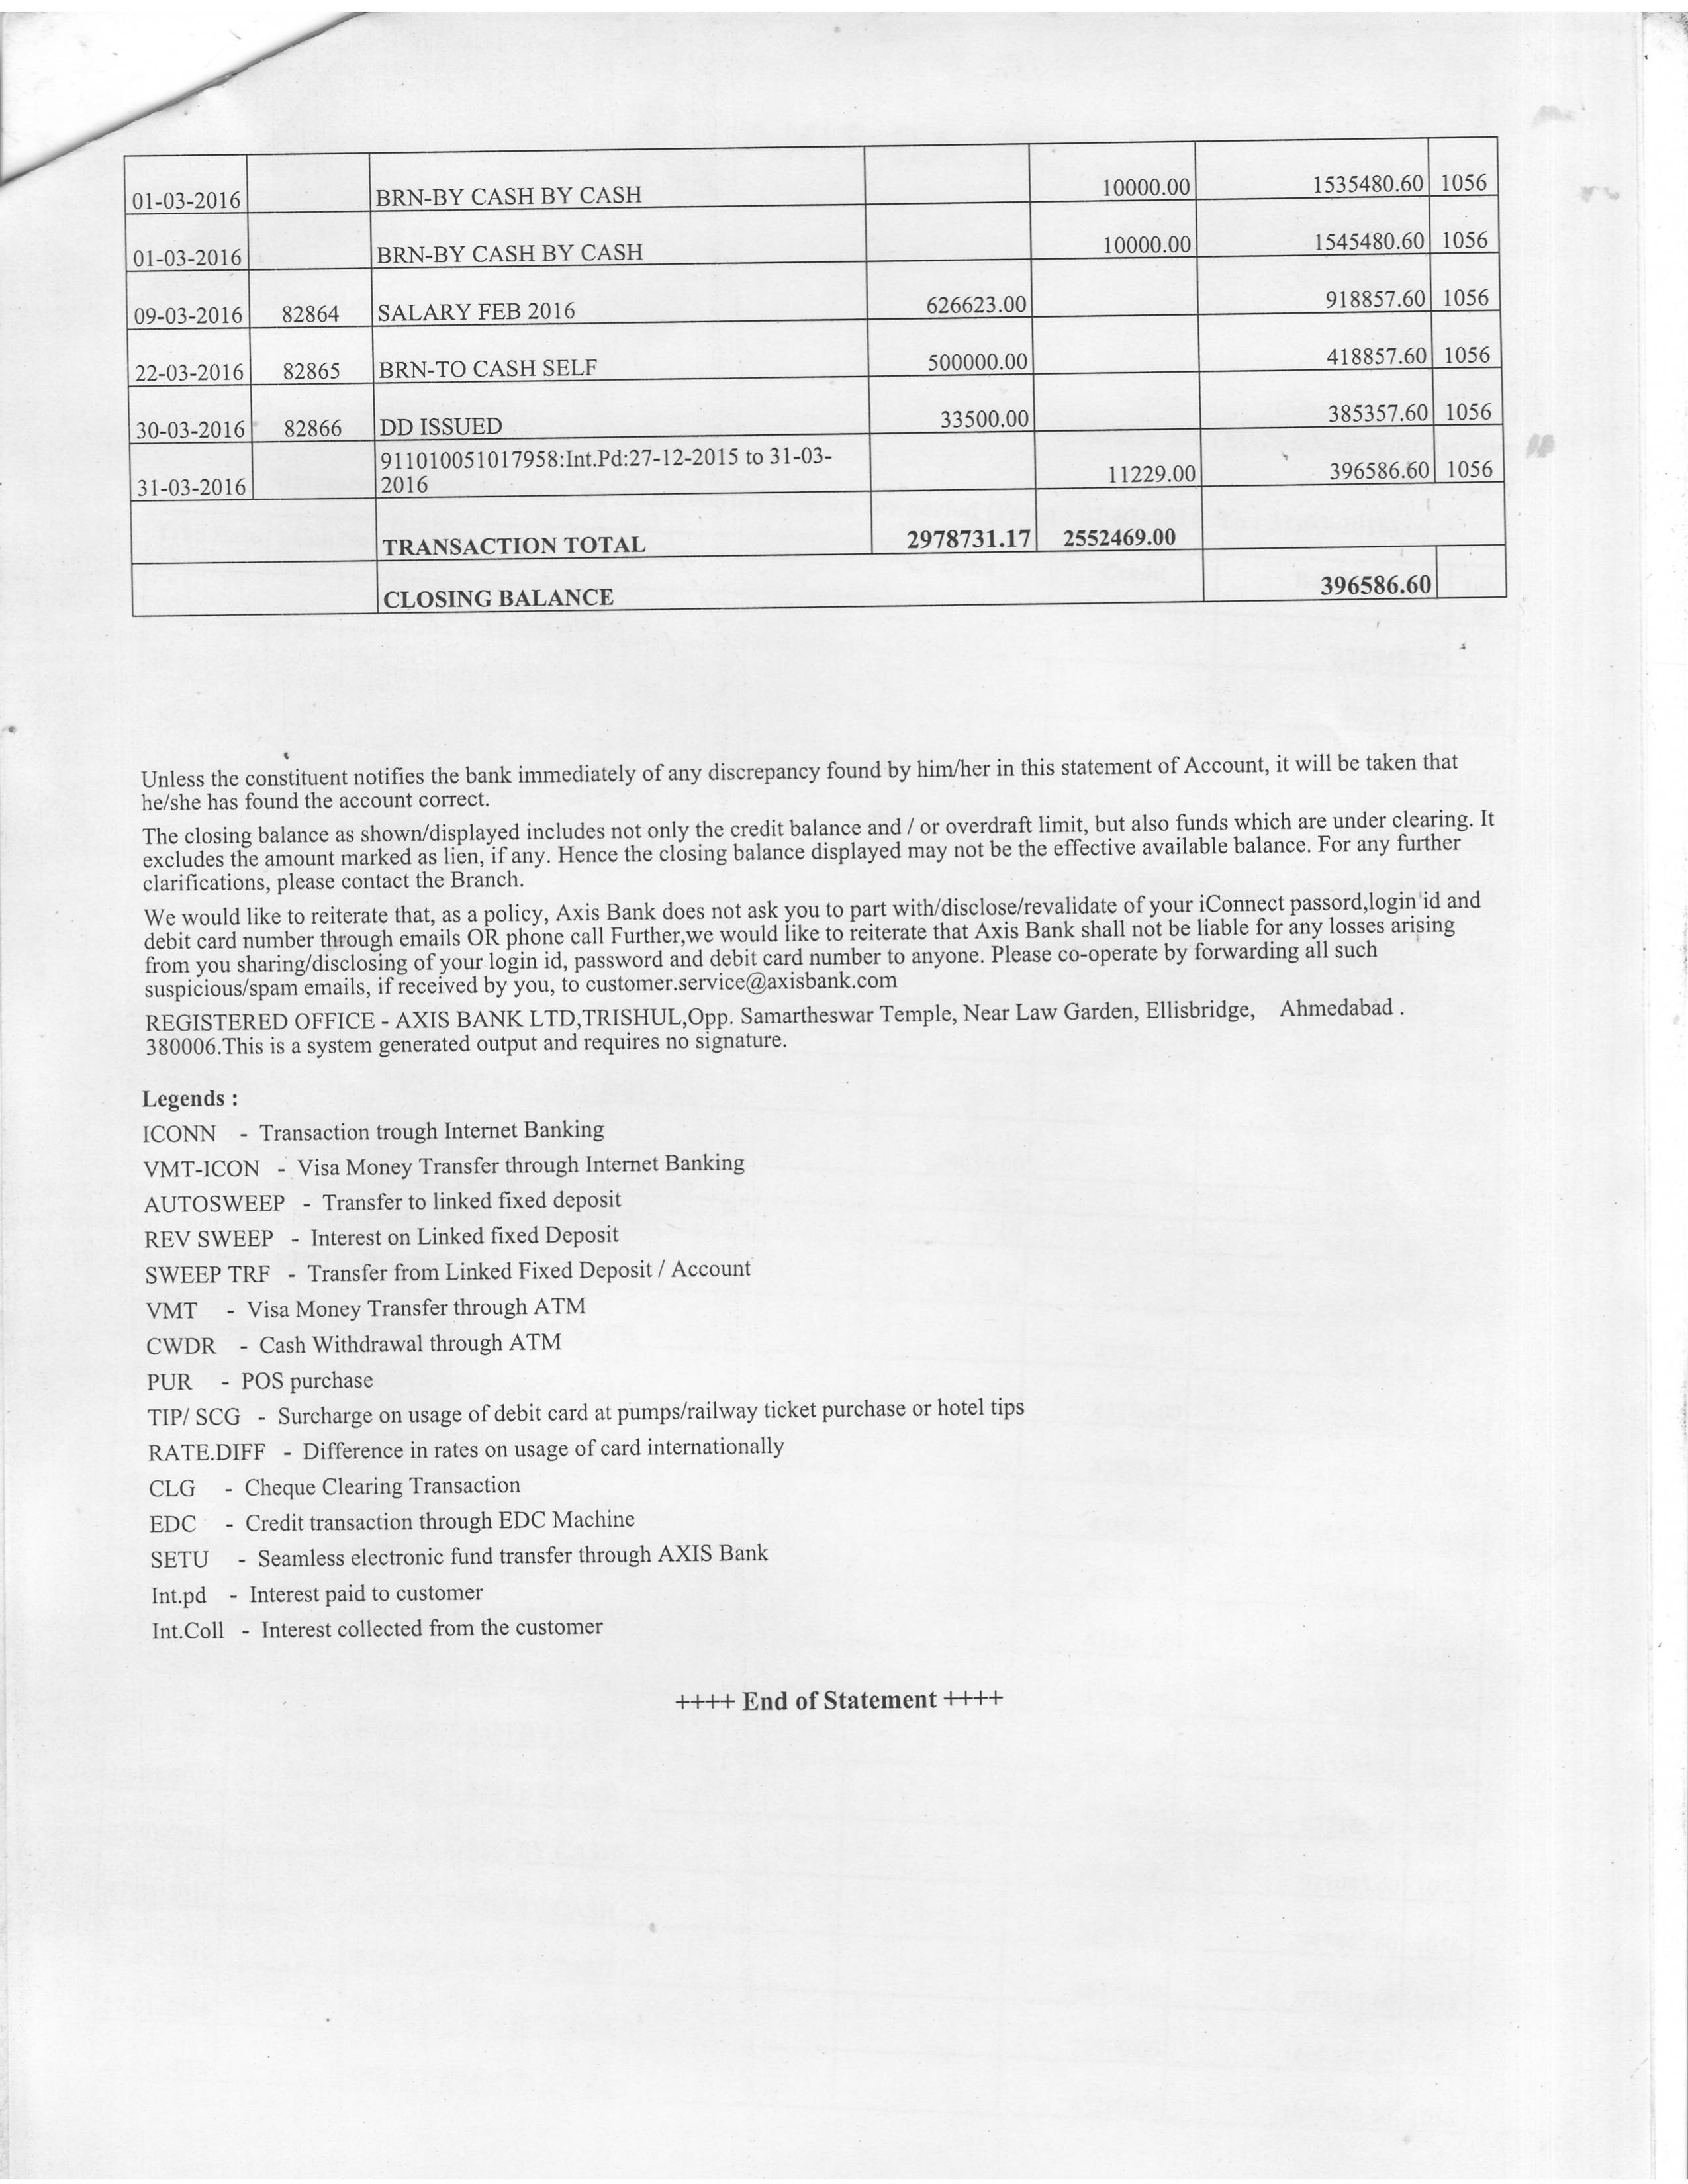 01-03-2016 BRN-BY CASH BY CASH 10000.00 1535480.60 1056
01-03-2016 BRN-BY CASH BY CASH 10000.00 1545480.60 1056
09-03-2016 82864 SALARY FEB 2016 626623.00 918857.60 1056
22-03-2016 82865 BRN-TO CASH SELF 500000.00 418857.60 1056
30-03-2016 82866 DD ISSUED 33500.00 385357.60 1056
911010051017958:Int.Pd:27-12-2015 to 31-03-
31-03-2016 2016 11229.00 396586.60 1056
TRANSACTION TOTAL 2978731.17 2552469.00
CLOSING BALANCE 396586.60
Unless the constituent notifies the bank immediately of any discrepancy found by him/her in this statement of Account, it will be taken that
he/she has found the account correct.
The closing balance as shown/displayed includes not only the credit balance and / or overdraft limit, but also funds which are under clearing. It
excludes the amount marked as lien, if any. Hence the closing balance displayed may not be the effective available balance. For any further
clarifications, please contact the Branch.
We would like to reiterate that, as a policy, Axis Bank does not ask you to part with/disclose/revalidate of your iConnect passord,login id and
debit card number through emails OR phone call Further,we would like to reiterate that Axis Bank shall not be liable for any losses arising
from you sharing/disclosing of your login id, password and debit card number to anyone. Please co-operate by forwarding all such
suspicious/spam emails, if received by you, to customer.service@axisbank.com
REGISTERED OFFICE - AXIS BANK LTD,TRISHUL,Opp. Samartheswar Temple, Near Law Garden, Ellisbridge, Ahmedabad .
380006.This is a system generated output and requires no signature.
Legends :
ICONN - Transaction trough Internet Banking
VMT-ICON - Visa Money Transfer through Internet Banking
AUTOSWEEP - Transfer to linked fixed deposit
REV SWEEP - Interest on Linked fixed Deposit
SWEEP TRF - Transfer from Linked Fixed Deposit / Account
VMT - Visa Money Transfer through ATM
CWDR - Cash Withdrawal through ATM
PUR - POS purchase
TIP/ SCG - Surcharge on usage of debit card at pumps/railway ticket purchase or hotel tips
RATE.DIFF - Difference in rates on usage of card internationally
CLG - Cheque Clearing Transaction
EDC - Credit transaction through EDC Machine
SETU - Seamless electronic fund transfer through AXIS Bank
Int.pd - Interest paid to customer
Int.Coll - Interest collected from the customer
++++ End of Statement ++++